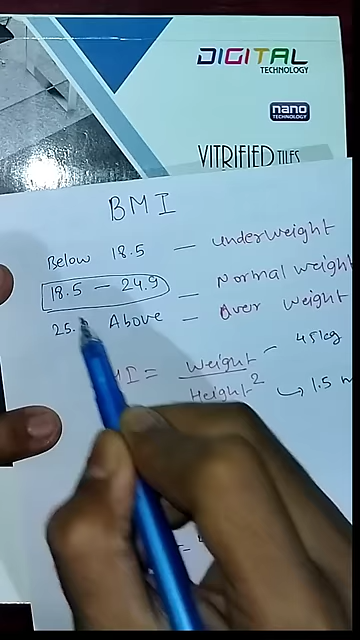 DIGITAL
TECHNOLOGY
nano
TECHNOLOGY
VITRIFIED TILES
BMI
Below 18.5 — underweight
18.5 — 24.9 — Normal weight
25. Above — Over weight
I = weight — 45kg
Height² → 1.5